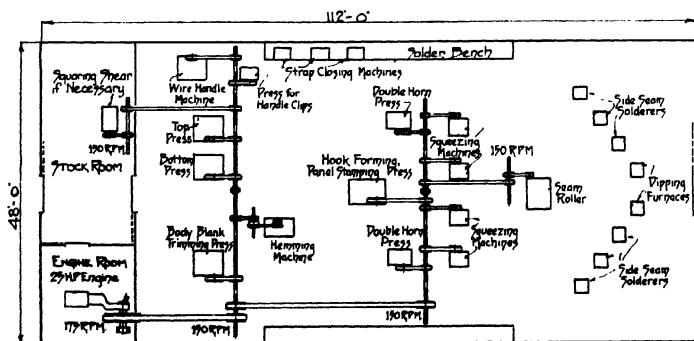 112'-0"
48'-0"
Solder Bench
Strap Closing Machines
Squaring Shear
if Necessary
Wire Handle
Machine
Press for
Handle Clips
Double Horn
Press
Side Seam
Solderers
Top
Press
Squeezing
Machines
150 RPM
190 RPM
STOCK ROOM
Bottom
Press
Hook Forming,
Panel Stamping Press
Seam
Roller
Dipping
Furnaces
Body Blank
Trimming Press
Hemming
Machine
Double Horn
Press
Squeezing
Machines
ENGINE ROOM
25 HP Engine
Side Seam
Solderers
175 RPM
190 RPM
190 RPM